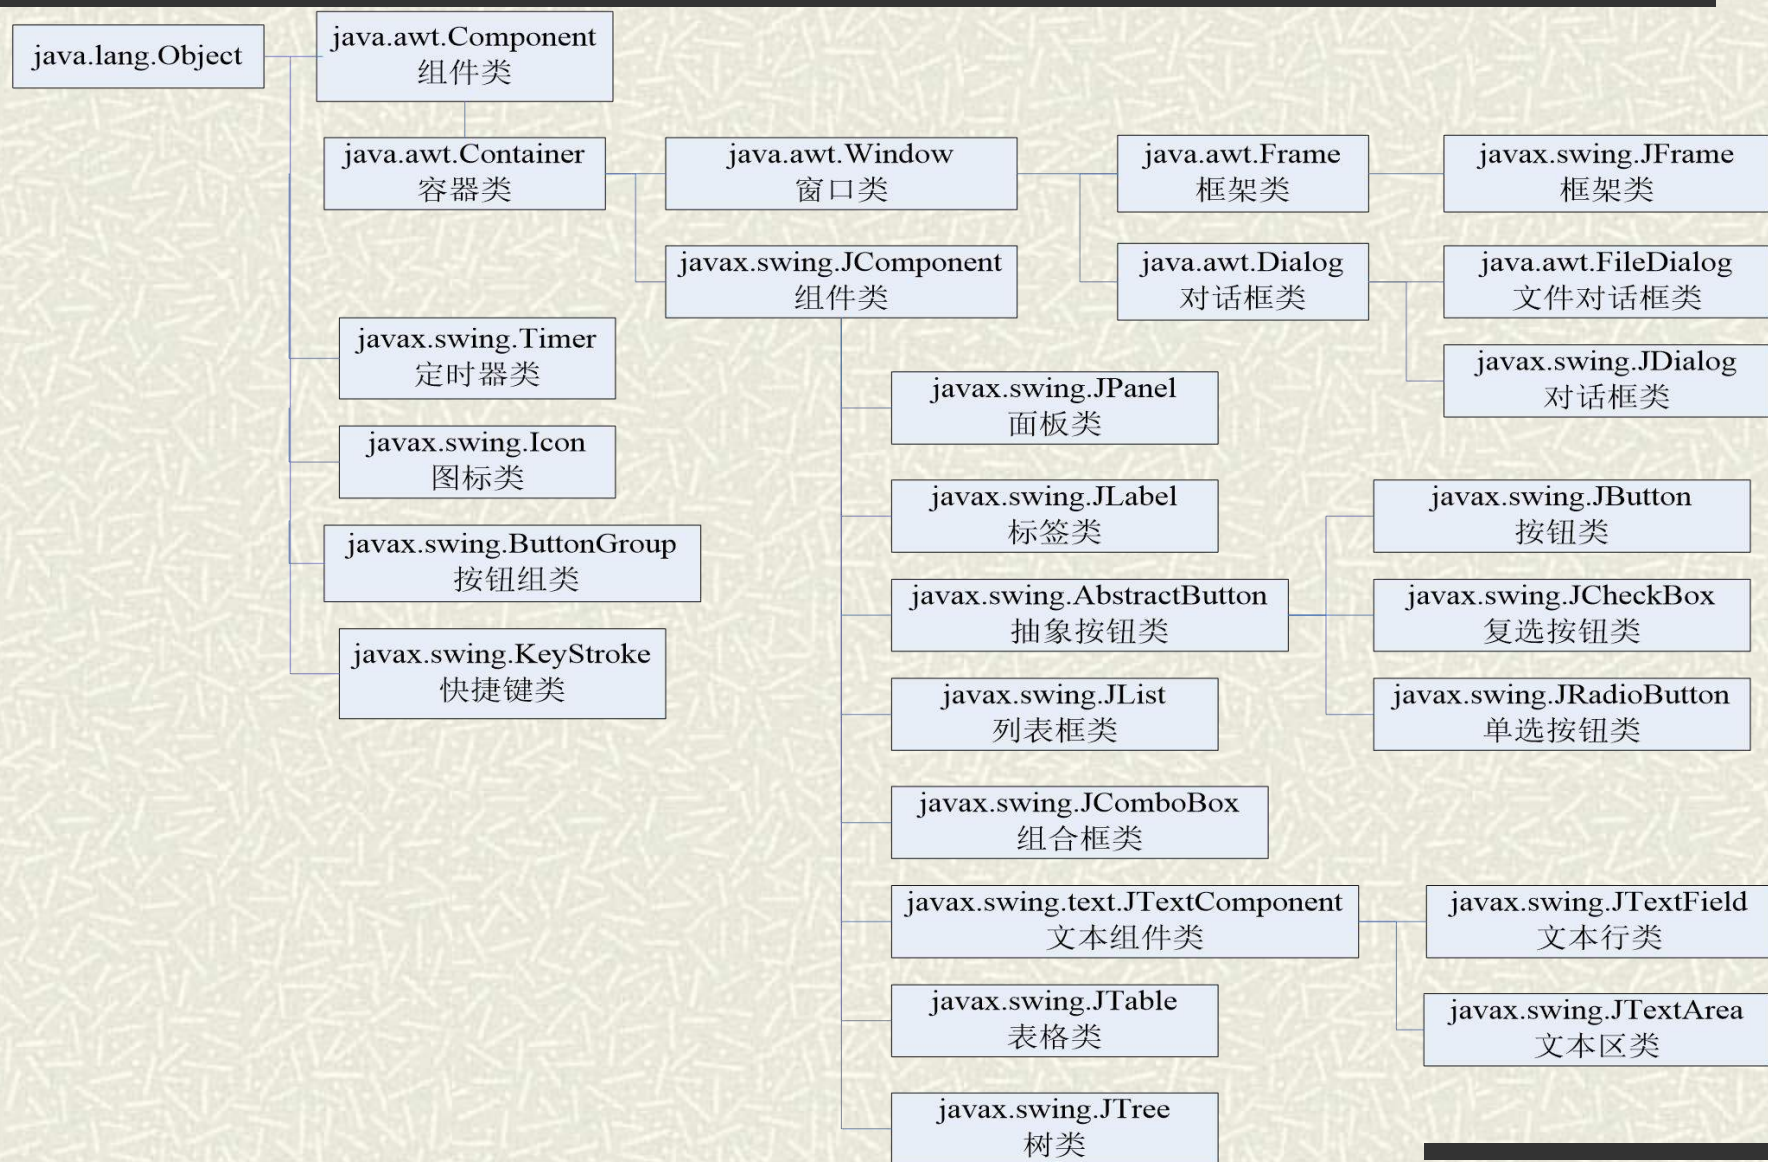 java.lang.Object
java.awt.Component
组件类
java.awt.Container
容器类
java.awt.Window
窗口类
java.awt.Frame
框架类
javax.swing.JFrame
框架类
javax.swing.JComponent
组件类
java.awt.Dialog
对话框类
java.awt.FileDialog
文件对话框类
javax.swing.JDialog
对话框类
javax.swing.Timer
定时器类
javax.swing.Icon
图标类
javax.swing.ButtonGroup
按钮组类
javax.swing.KeyStroke
快捷键类
javax.swing.JPanel
面板类
javax.swing.JLabel
标签类
javax.swing.AbstractButton
抽象按钮类
javax.swing.JButton
按钮类
javax.swing.JCheckBox
复选按钮类
javax.swing.JRadioButton
单选按钮类
javax.swing.JList
列表框类
javax.swing.JComboBox
组合框类
javax.swing.text.JTextComponent
文本组件类
javax.swing.JTextField
文本行类
javax.swing.JTextArea
文本区类
javax.swing.JTable
表格类
javax.swing.JTree
树类